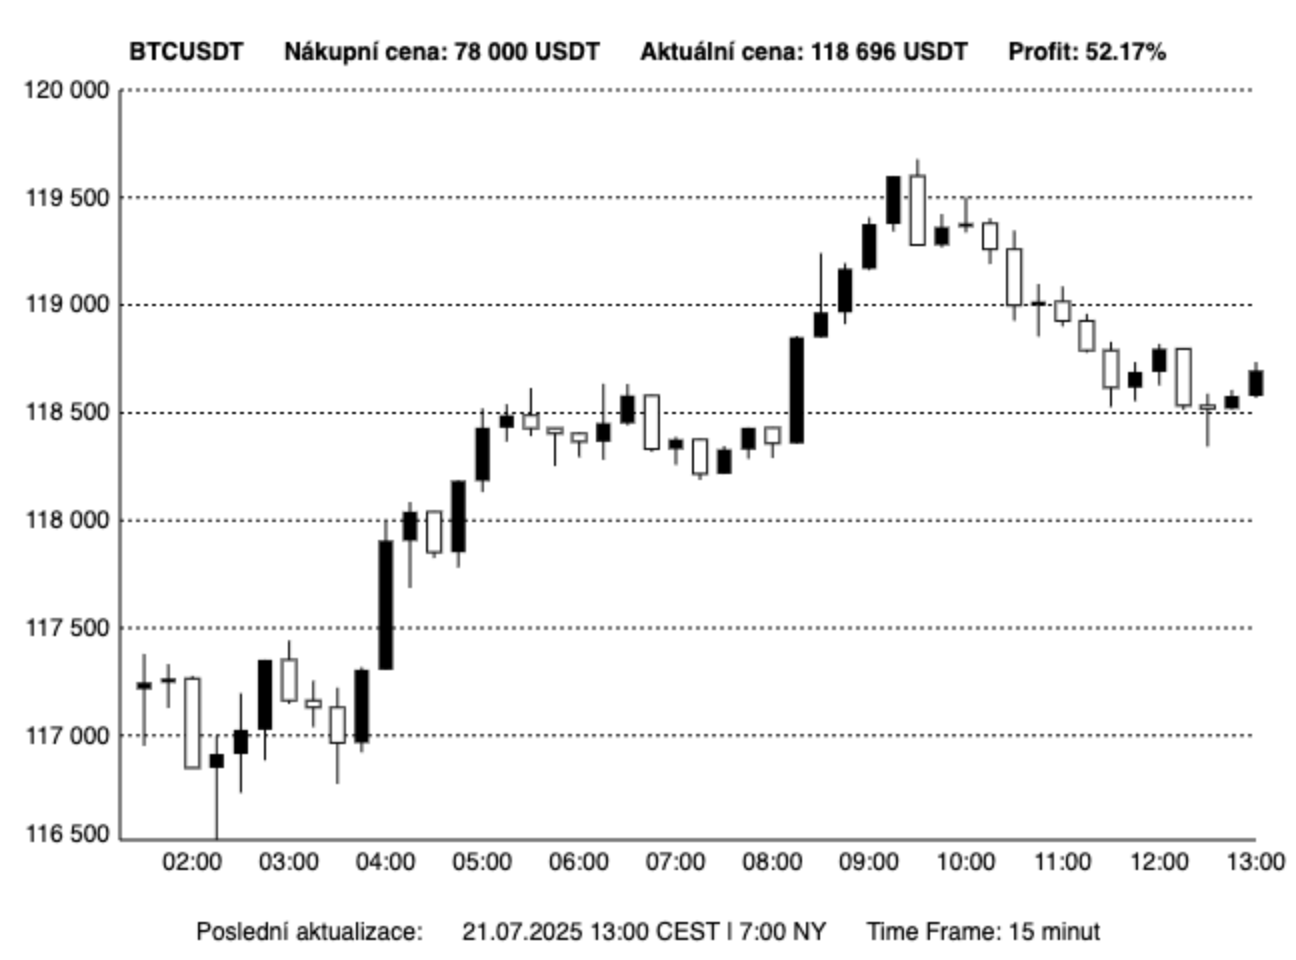 BTCUSDT Nákupní cena: 78 000 USDT Aktuální cena: 118 696 USDT Profit: 52.17%
120 000
119 500
119 000
118 500
118 000
117 500
117 000
116 500
02:00 03:00 04:00 05:00 06:00 07:00 08:00 09:00 10:00 11:00 12:00 13:00
Poslední aktualizace: 21.07.2025 13:00 CEST | 7:00 NY Time Frame: 15 minut